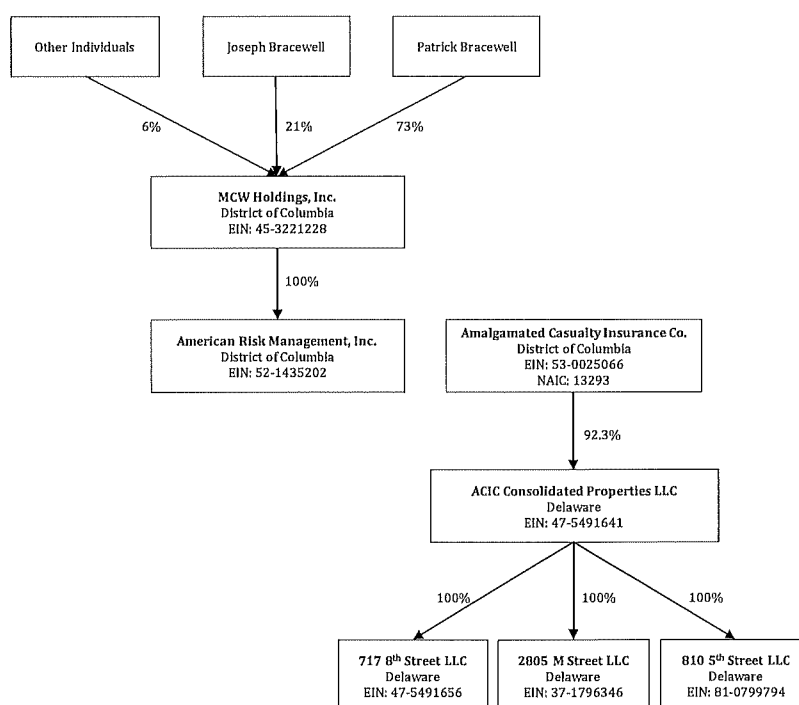 Other Individuals
Joseph Bracewell
Patrick Bracewell
6%
21%
73%
MCW Holdings, Inc.
District of Columbia
EIN: 45-3221228
100%
American Risk Management, Inc.
District of Columbia
EIN: 52-1435202
Amalgamated Casualty Insurance Co.
District of Columbia
EIN: 53-0025066
NAIC: 13293
92.3%
ACIC Consolidated Properties LLC
Delaware
EIN: 47-5491641
100%
100%
100%
717 8th Street LLC
Delaware
EIN: 47-5491656
2805 M Street LLC
Delaware
EIN: 37-1796346
810 5th Street LLC
Delaware
EIN: 81-0799794